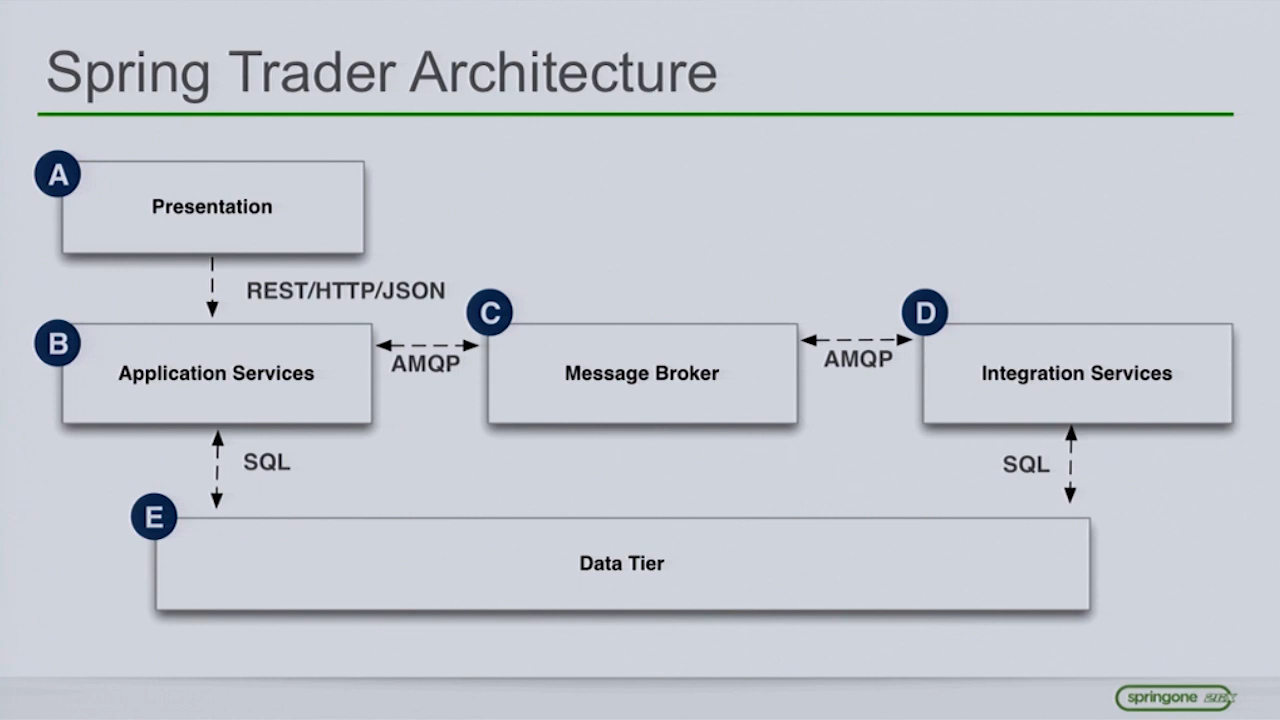 Spring Trader Architecture
A
Presentation
REST/HTTP/JSON
B
Application Services
AMQP
C
Message Broker
AMQP
D
Integration Services
SQL
SQL
E
Data Tier
springone 2GX